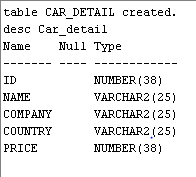 table CAR_DETAIL created.
desc Car_detail
Name    Null Type
------- ---- ------------
ID           NUMBER(38)
NAME         VARCHAR2(25)
COMPANY      VARCHAR2(25)
COUNTRY      VARCHAR2(25)
PRICE        NUMBER(38)